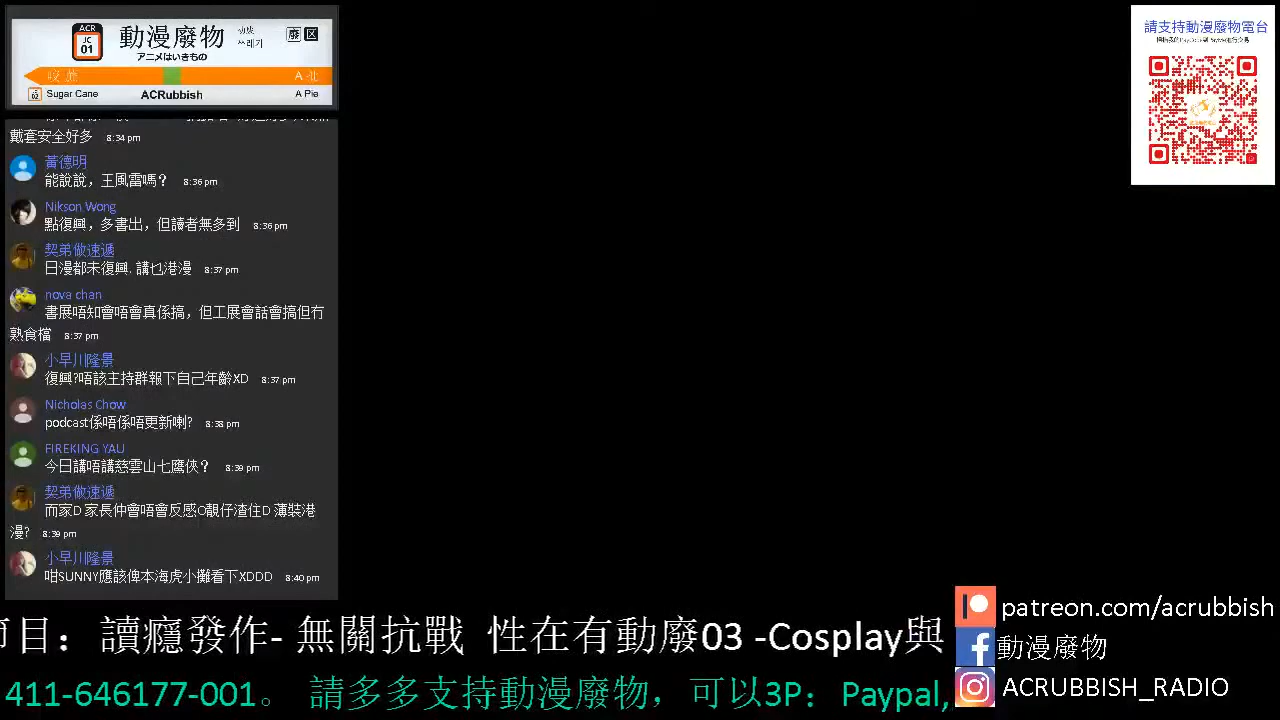 ACR
JC
01
動漫廢物
쓰레기
廢 区
アニメはいきもの
Sugar Cane
02
ACRubbish
A Pie
戴套安全好多 8:34 pm
黃德明
能說說，王風雷嗎？ 8:36 pm
Nikson Wong
點復興，多書出，但讀者無多到 8:36 pm
契弟做速遞
日漫都未復興. 講乜港漫 8:37 pm
nova chan
書展唔知會唔會真係搞，但工展會話會搞但冇
熟食檔 8:37 pm
小早川隆景
復興?唔該主持群報下自己年齡XD 8:37 pm
Nicholas Chow
podcast係唔係唔更新喇? 8:38 pm
FIREKING YAU
今日講唔講慈雲山七鷹俠？ 8:39 pm
契弟做速遞
而家D 家長仲會唔會反感O靚仔渣住D 薄裝港
漫? 8:39 pm
小早川隆景
咁SUNNY應該俾本海虎小攤看下XDDD 8:40 pm
請支持動漫廢物電台
節目：讀癮發作- 無關抗戰 性在有動廢03 -Cosplay與
411-646177-001。 請多多支持動漫廢物，可以3P：Paypal,
patreon.com/acrubbish
動漫廢物
ACRUBBISH_RADIO